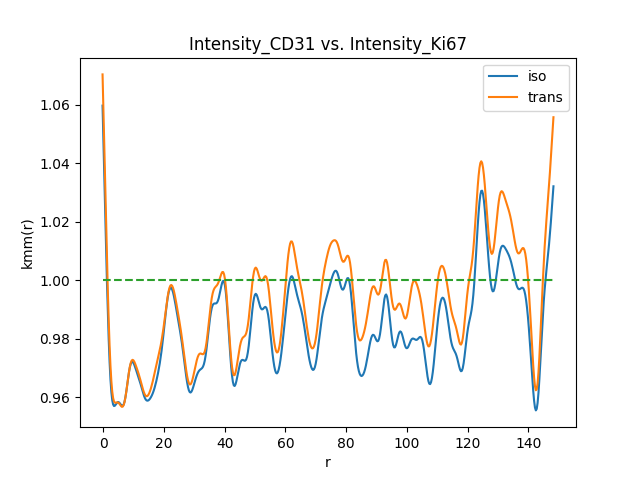 Intensity_CD31 vs. Intensity_Ki67
iso
trans
1.06
1.04
1.02
1.00
0.98
0.96
kmm(r)
0 20 40 60 80 100 120 140
r